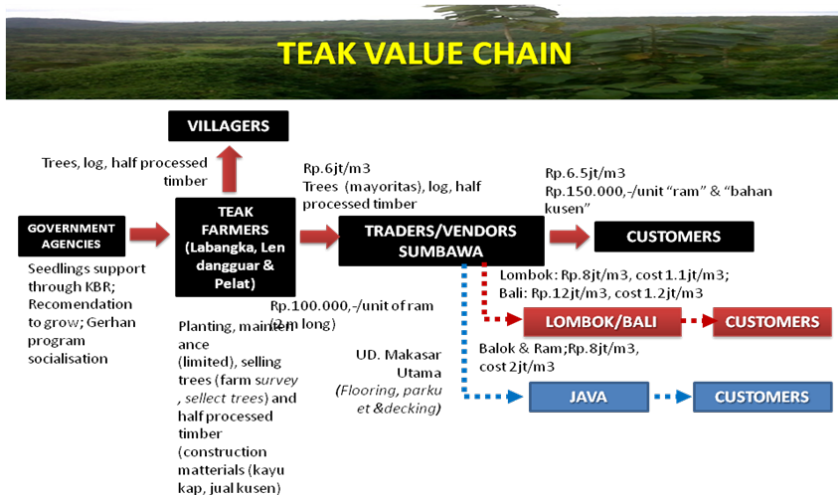 TEAK VALUE CHAIN
VILLAGERS
Trees, log, half processed
timber
Rp.6jt/m3
Trees (mayoritas), log, half
processed timber
Rp.6.5jt/m3
Rp.150.000,-/unit "ram" & "bahan
kusen"
GOVERNMENT
AGENCIES
TEAK
FARMERS
(Labangka, Len
dangguar &
Pelat)
TRADERS/VENDORS
SUMBAWA
CUSTOMERS
Seedlings support
through KBR;
Recomendation
to grow; Gerhan
program
socialisation
Rp.100.000,-/unit of ram
(2 m long)
Lombok: Rp.8jt/m3, cost 1.1jt/m3;
Bali: Rp.12jt/m3, cost 1.2jt/m3
LOMBOK/BALI
CUSTOMERS
Planting, mainten
ance
(limited), selling
trees (farm survey
, sellect trees) and
half processed
timber
(construction
matterials (kayu
kap, jual kusen)
UD. Makasar
Utama
(Flooring, parku
et &decking)
Balok & Ram;Rp.8jt/m3,
cost 2jt/m3
JAVA
CUSTOMERS